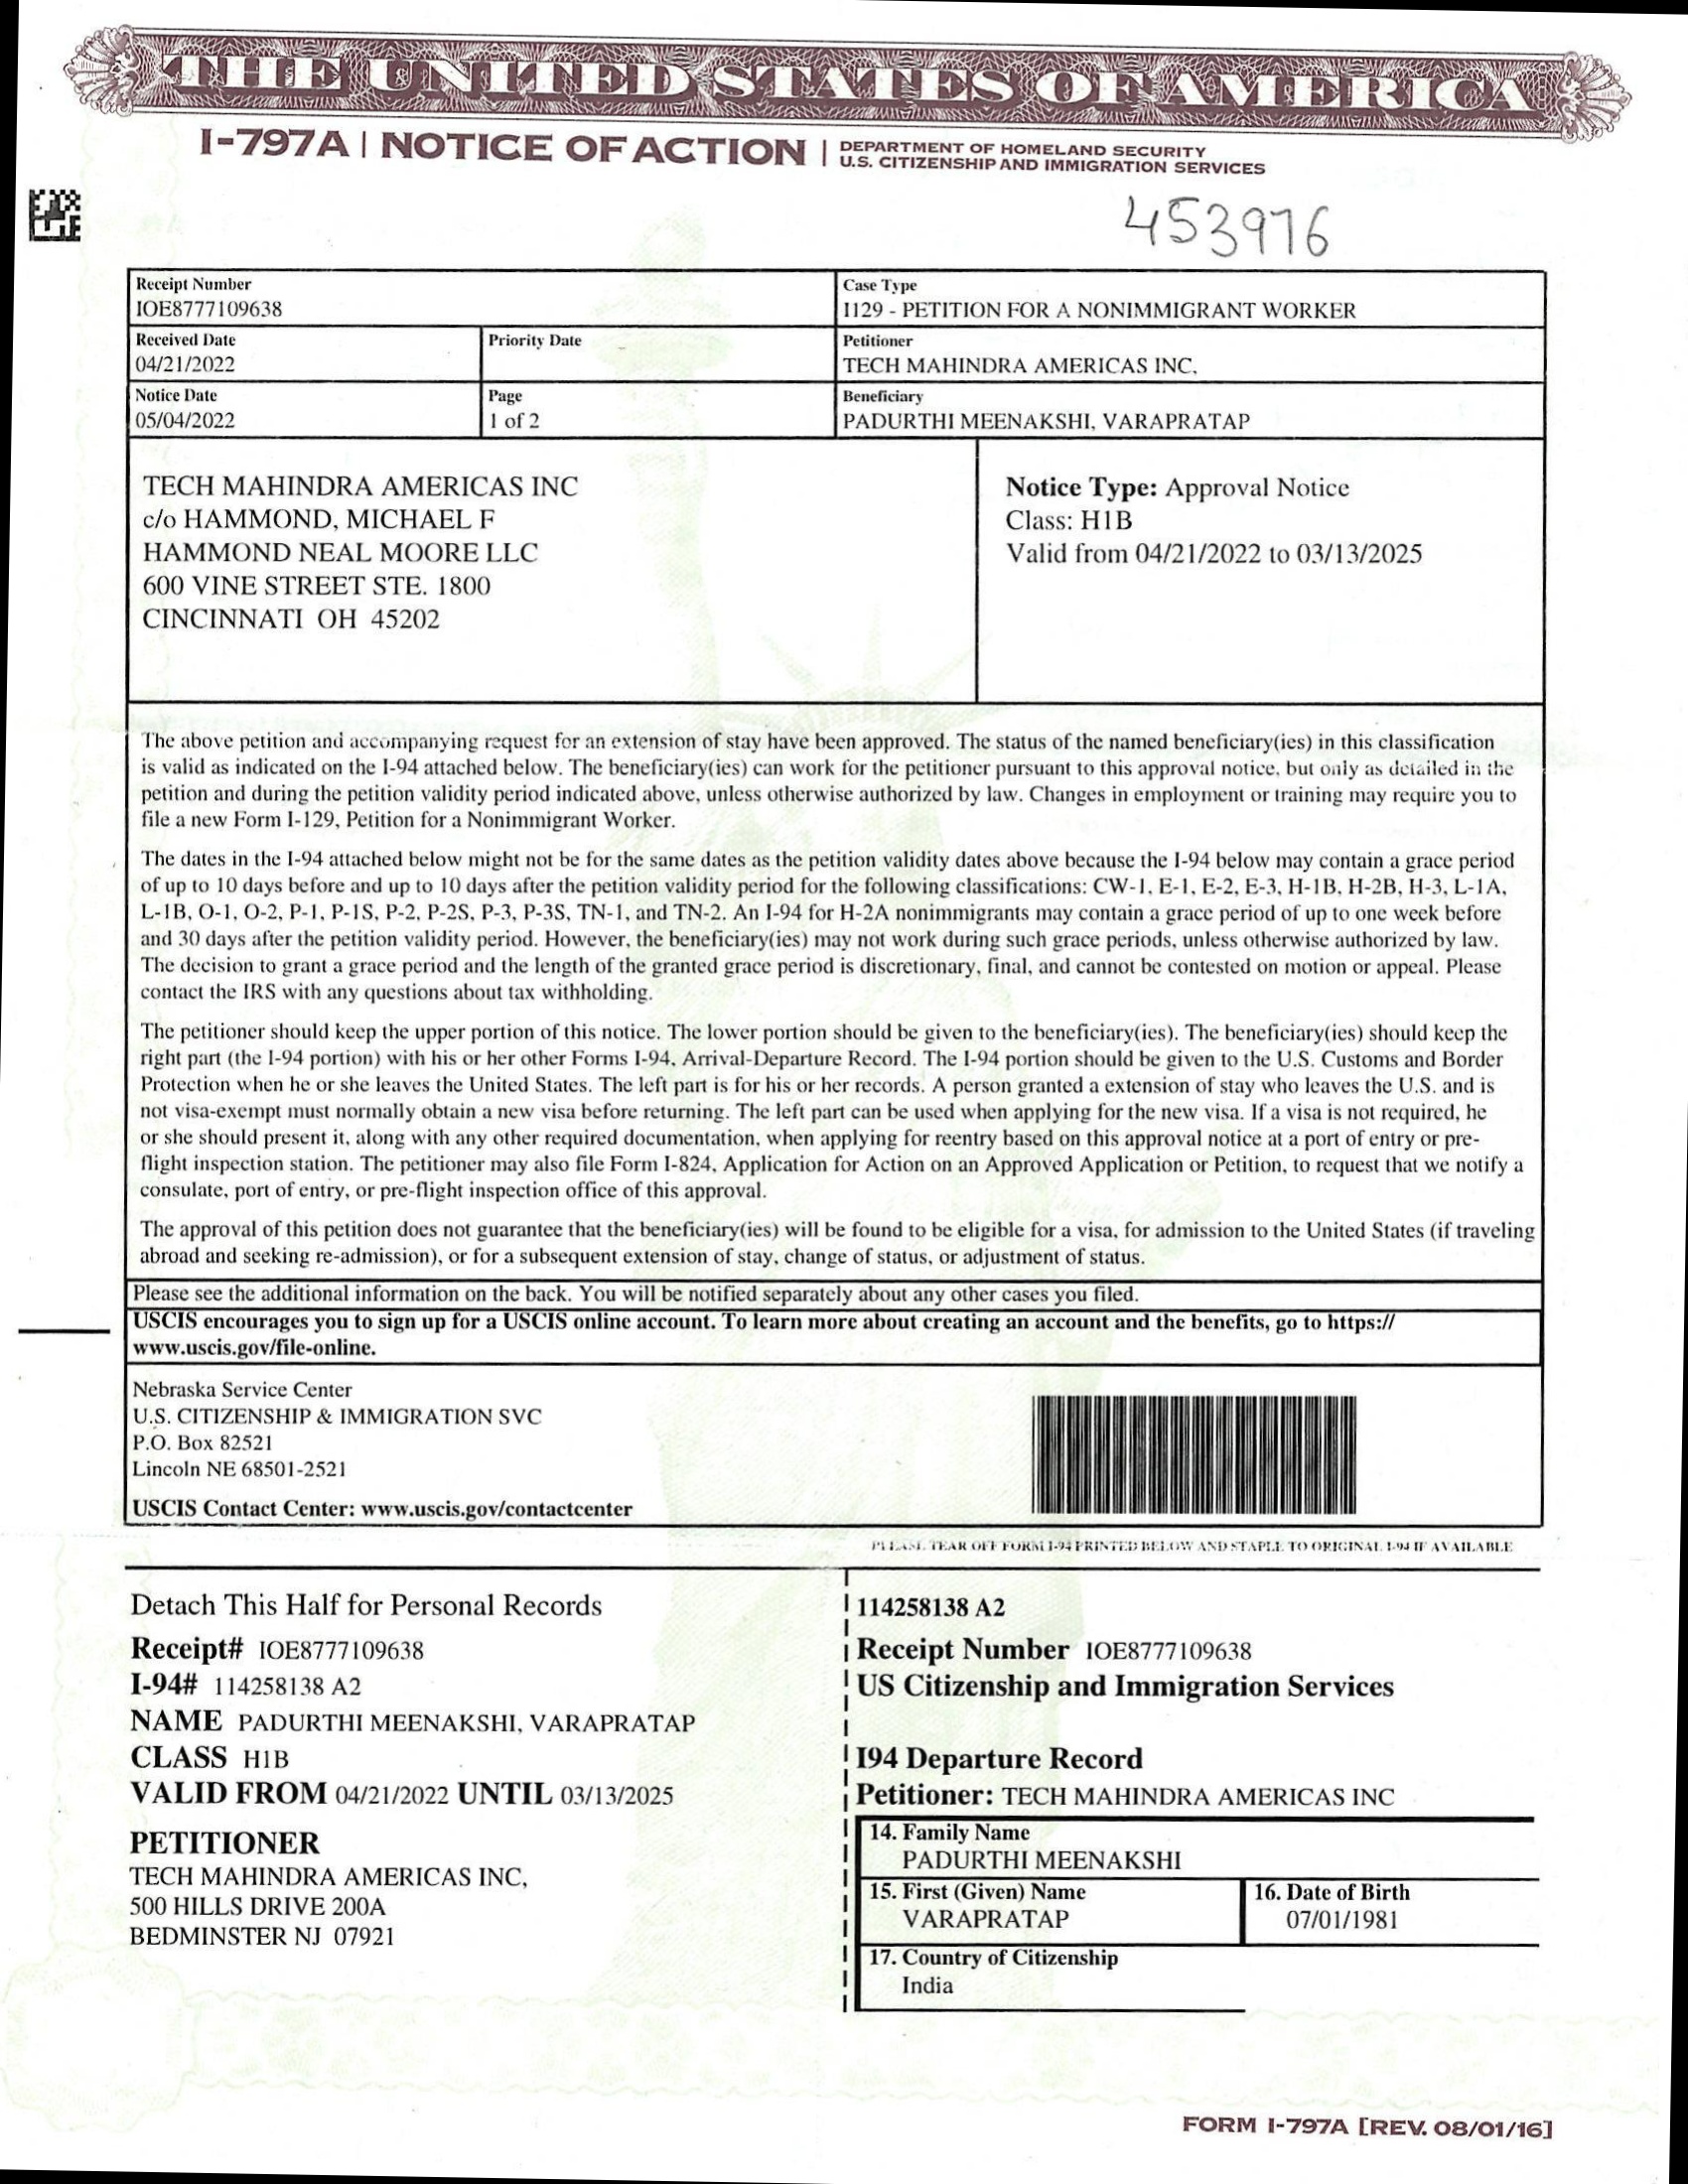 THE UNITED STATES OF AMERICA
I-797A | NOTICE OF ACTION | DEPARTMENT OF HOMELAND SECURITY
U.S. CITIZENSHIP AND IMMIGRATION SERVICES
453976
Receipt Number
IOE8777109638
Case Type
I129 - PETITION FOR A NONIMMIGRANT WORKER
Received Date
04/21/2022
Priority Date
Petitioner
TECH MAHINDRA AMERICAS INC,
Notice Date
05/04/2022
Page
1 of 2
Beneficiary
PADURTHI MEENAKSHI, VARAPRATAP
TECH MAHINDRA AMERICAS INC
c/o HAMMOND, MICHAEL F
HAMMOND NEAL MOORE LLC
600 VINE STREET STE. 1800
CINCINNATI OH 45202
Notice Type: Approval Notice
Class: H1B
Valid from 04/21/2022 to 03/13/2025
The above petition and accompanying request for an extension of stay have been approved. The status of the named beneficiary(ies) in this classification
is valid as indicated on the I-94 attached below. The beneficiary(ies) can work for the petitioner pursuant to this approval notice, but only as detailed in the
petition and during the petition validity period indicated above, unless otherwise authorized by law. Changes in employment or training may require you to
file a new Form I-129, Petition for a Nonimmigrant Worker.
The dates in the I-94 attached below might not be for the same dates as the petition validity dates above because the I-94 below may contain a grace period
of up to 10 days before and up to 10 days after the petition validity period for the following classifications: CW-1, E-1, E-2, E-3, H-1B, H-2B, H-3, L-1A,
L-1B, O-1, O-2, P-1, P-1S, P-2, P-2S, P-3, P-3S, TN-1, and TN-2. An I-94 for H-2A nonimmigrants may contain a grace period of up to one week before
and 30 days after the petition validity period. However, the beneficiary(ies) may not work during such grace periods, unless otherwise authorized by law.
The decision to grant a grace period and the length of the granted grace period is discretionary, final, and cannot be contested on motion or appeal. Please
contact the IRS with any questions about tax withholding.
The petitioner should keep the upper portion of this notice. The lower portion should be given to the beneficiary(ies). The beneficiary(ies) should keep the
right part (the I-94 portion) with his or her other Forms I-94, Arrival-Departure Record. The I-94 portion should be given to the U.S. Customs and Border
Protection when he or she leaves the United States. The left part is for his or her records. A person granted a extension of stay who leaves the U.S. and is
not visa-exempt must normally obtain a new visa before returning. The left part can be used when applying for the new visa. If a visa is not required, he
or she should present it, along with any other required documentation, when applying for reentry based on this approval notice at a port of entry or pre-
flight inspection station. The petitioner may also file Form I-824, Application for Action on an Approved Application or Petition, to request that we notify a
consulate, port of entry, or pre-flight inspection office of this approval.
The approval of this petition does not guarantee that the beneficiary(ies) will be found to be eligible for a visa, for admission to the United States (if traveling
abroad and seeking re-admission), or for a subsequent extension of stay, change of status, or adjustment of status.
Please see the additional information on the back. You will be notified separately about any other cases you filed.
USCIS encourages you to sign up for a USCIS online account. To learn more about creating an account and the benefits, go to https://
www.uscis.gov/file-online.
Nebraska Service Center
U.S. CITIZENSHIP & IMMIGRATION SVC
P.O. Box 82521
Lincoln NE 68501-2521
USCIS Contact Center: www.uscis.gov/contactcenter
PLEASE TEAR OFF FORM I-94 PRINTED BELOW AND STAPLE TO ORIGINAL I-94 IF AVAILABLE
Detach This Half for Personal Records
Receipt# IOE8777109638
I-94# 114258138 A2
NAME PADURTHI MEENAKSHI, VARAPRATAP
CLASS H1B
VALID FROM 04/21/2022 UNTIL 03/13/2025
PETITIONER
TECH MAHINDRA AMERICAS INC,
500 HILLS DRIVE 200A
BEDMINSTER NJ 07921
114258138 A2
Receipt Number IOE8777109638
US Citizenship and Immigration Services
I94 Departure Record
Petitioner: TECH MAHINDRA AMERICAS INC
14. Family Name
PADURTHI MEENAKSHI
15. First (Given) Name
VARAPRATAP
16. Date of Birth
07/01/1981
17. Country of Citizenship
India
FORM I-797A [REV. 08/01/16]